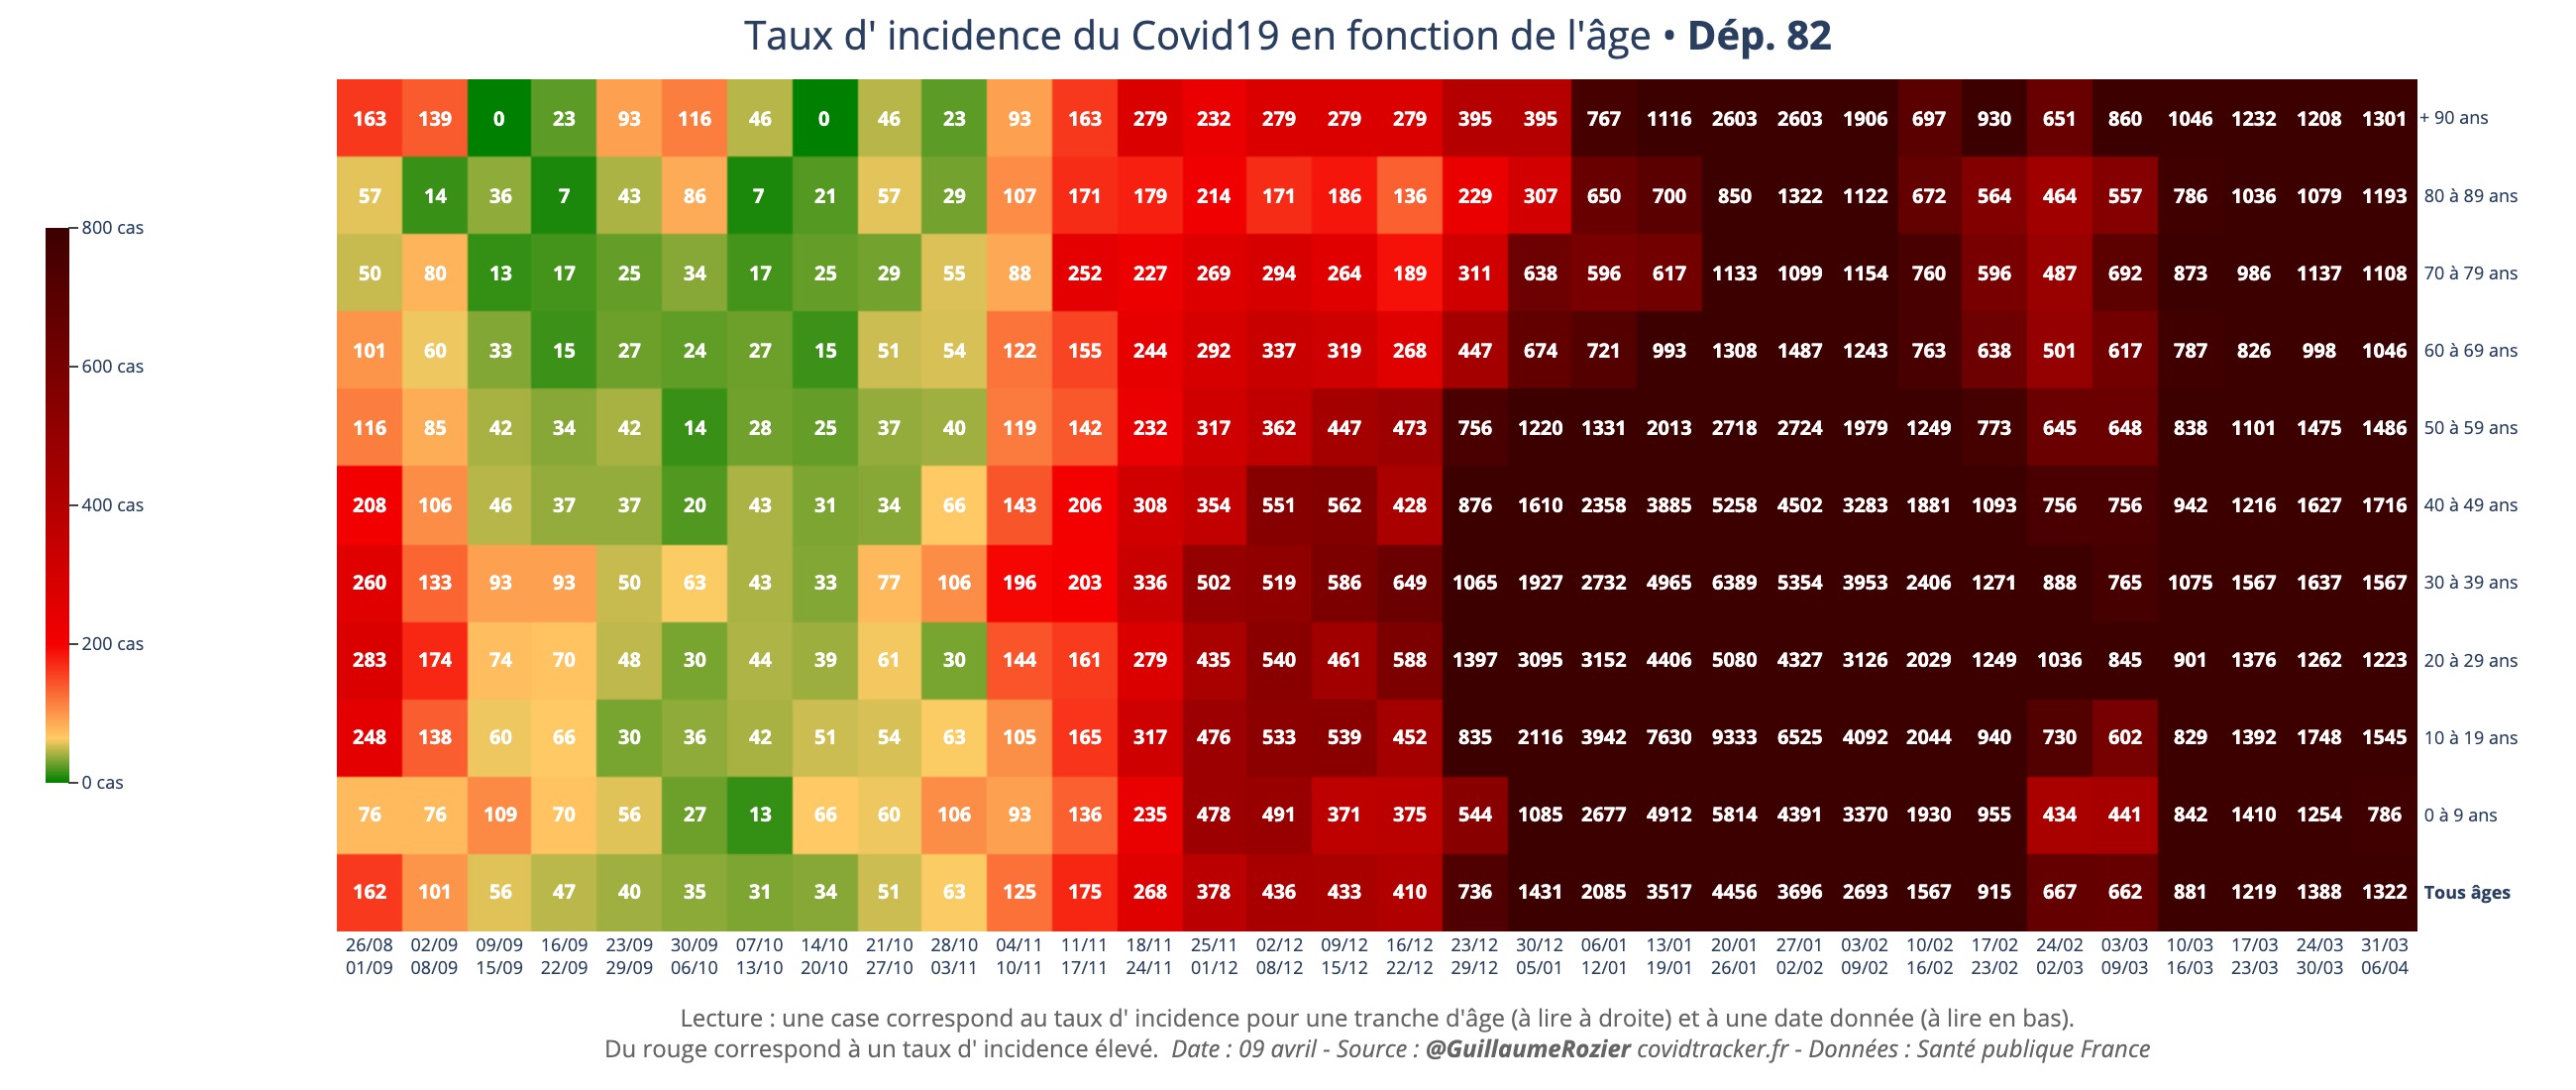 Taux d' incidence du Covid19 en fonction de l'âge • Dép. 82
800 cas
600 cas
400 cas
200 cas
0 cas
163 139 0 23 93 116 46 0 46 23 93 163 279 232 279 279 279 395 395 767 1116 2603 2603 1906 697 930 651 860 1046 1232 1208 1301 + 90 ans
57 14 36 7 43 86 7 21 57 29 107 171 179 214 171 186 136 229 307 650 700 850 1322 1122 672 564 464 557 786 1036 1079 1193 80 à 89 ans
50 80 13 17 25 34 17 25 29 55 88 252 227 269 294 264 189 311 638 596 617 1133 1099 1154 760 596 487 692 873 986 1137 1108 70 à 79 ans
101 60 33 15 27 24 27 15 51 54 122 155 244 292 337 319 268 447 674 721 993 1308 1487 1243 763 638 501 617 787 826 998 1046 60 à 69 ans
116 85 42 34 42 14 28 25 37 40 119 142 232 317 362 447 473 756 1220 1331 2013 2718 2724 1979 1249 773 645 648 838 1101 1475 1486 50 à 59 ans
208 106 46 37 37 20 43 31 34 66 143 206 308 354 551 562 428 876 1610 2358 3885 5258 4502 3283 1881 1093 756 756 942 1216 1627 1716 40 à 49 ans
260 133 93 93 50 63 43 33 77 106 196 203 336 502 519 586 649 1065 1927 2732 4965 6389 5354 3953 2406 1271 888 765 1075 1567 1637 1567 30 à 39 ans
283 174 74 70 48 30 44 39 61 30 144 161 279 435 540 461 588 1397 3095 3152 4406 5080 4327 3126 2029 1249 1036 845 901 1376 1262 1223 20 à 29 ans
248 138 60 66 30 36 42 51 54 63 105 165 317 476 533 539 452 835 2116 3942 7630 9333 6525 4092 2044 940 730 602 829 1392 1748 1545 10 à 19 ans
76 76 109 70 56 27 13 66 60 106 93 136 235 478 491 371 375 544 1085 2677 4912 5814 4391 3370 1930 955 434 441 842 1410 1254 786 0 à 9 ans
162 101 56 47 40 35 31 34 51 63 125 175 268 378 436 433 410 736 1431 2085 3517 4456 3696 2693 1567 915 667 662 881 1219 1388 1322 Tous âges
26/08 02/09 09/09 16/09 23/09 30/09 07/10 14/10 21/10 28/10 04/11 11/11 18/11 25/11 02/12 09/12 16/12 23/12 30/12 06/01 13/01 20/01 27/01 03/02 10/02 17/02 24/02 03/03 10/03 17/03 24/03 31/03
01/09 08/09 15/09 22/09 29/09 06/10 13/10 20/10 27/10 03/11 10/11 17/11 24/11 01/12 08/12 15/12 22/12 29/12 05/01 12/01 19/01 26/01 02/02 09/02 16/02 23/02 02/03 09/03 16/03 23/03 30/03 06/04
Lecture : une case correspond au taux d' incidence pour une tranche d'âge (à lire à droite) et à une date donnée (à lire en bas).
Du rouge correspond à un taux d' incidence élevé. Date : 09 avril - Source : @GuillaumeRozier covidtracker.fr - Données : Santé publique France